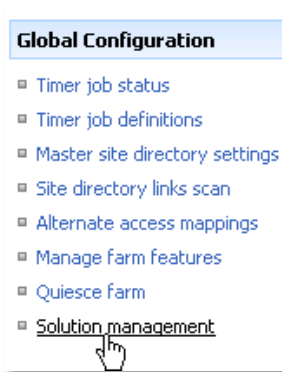 Global Configuration
Timer job status
Timer job definitions
Master site directory settings
Site directory links scan
Alternate access mappings
Manage farm features
Quiesce farm
Solution management